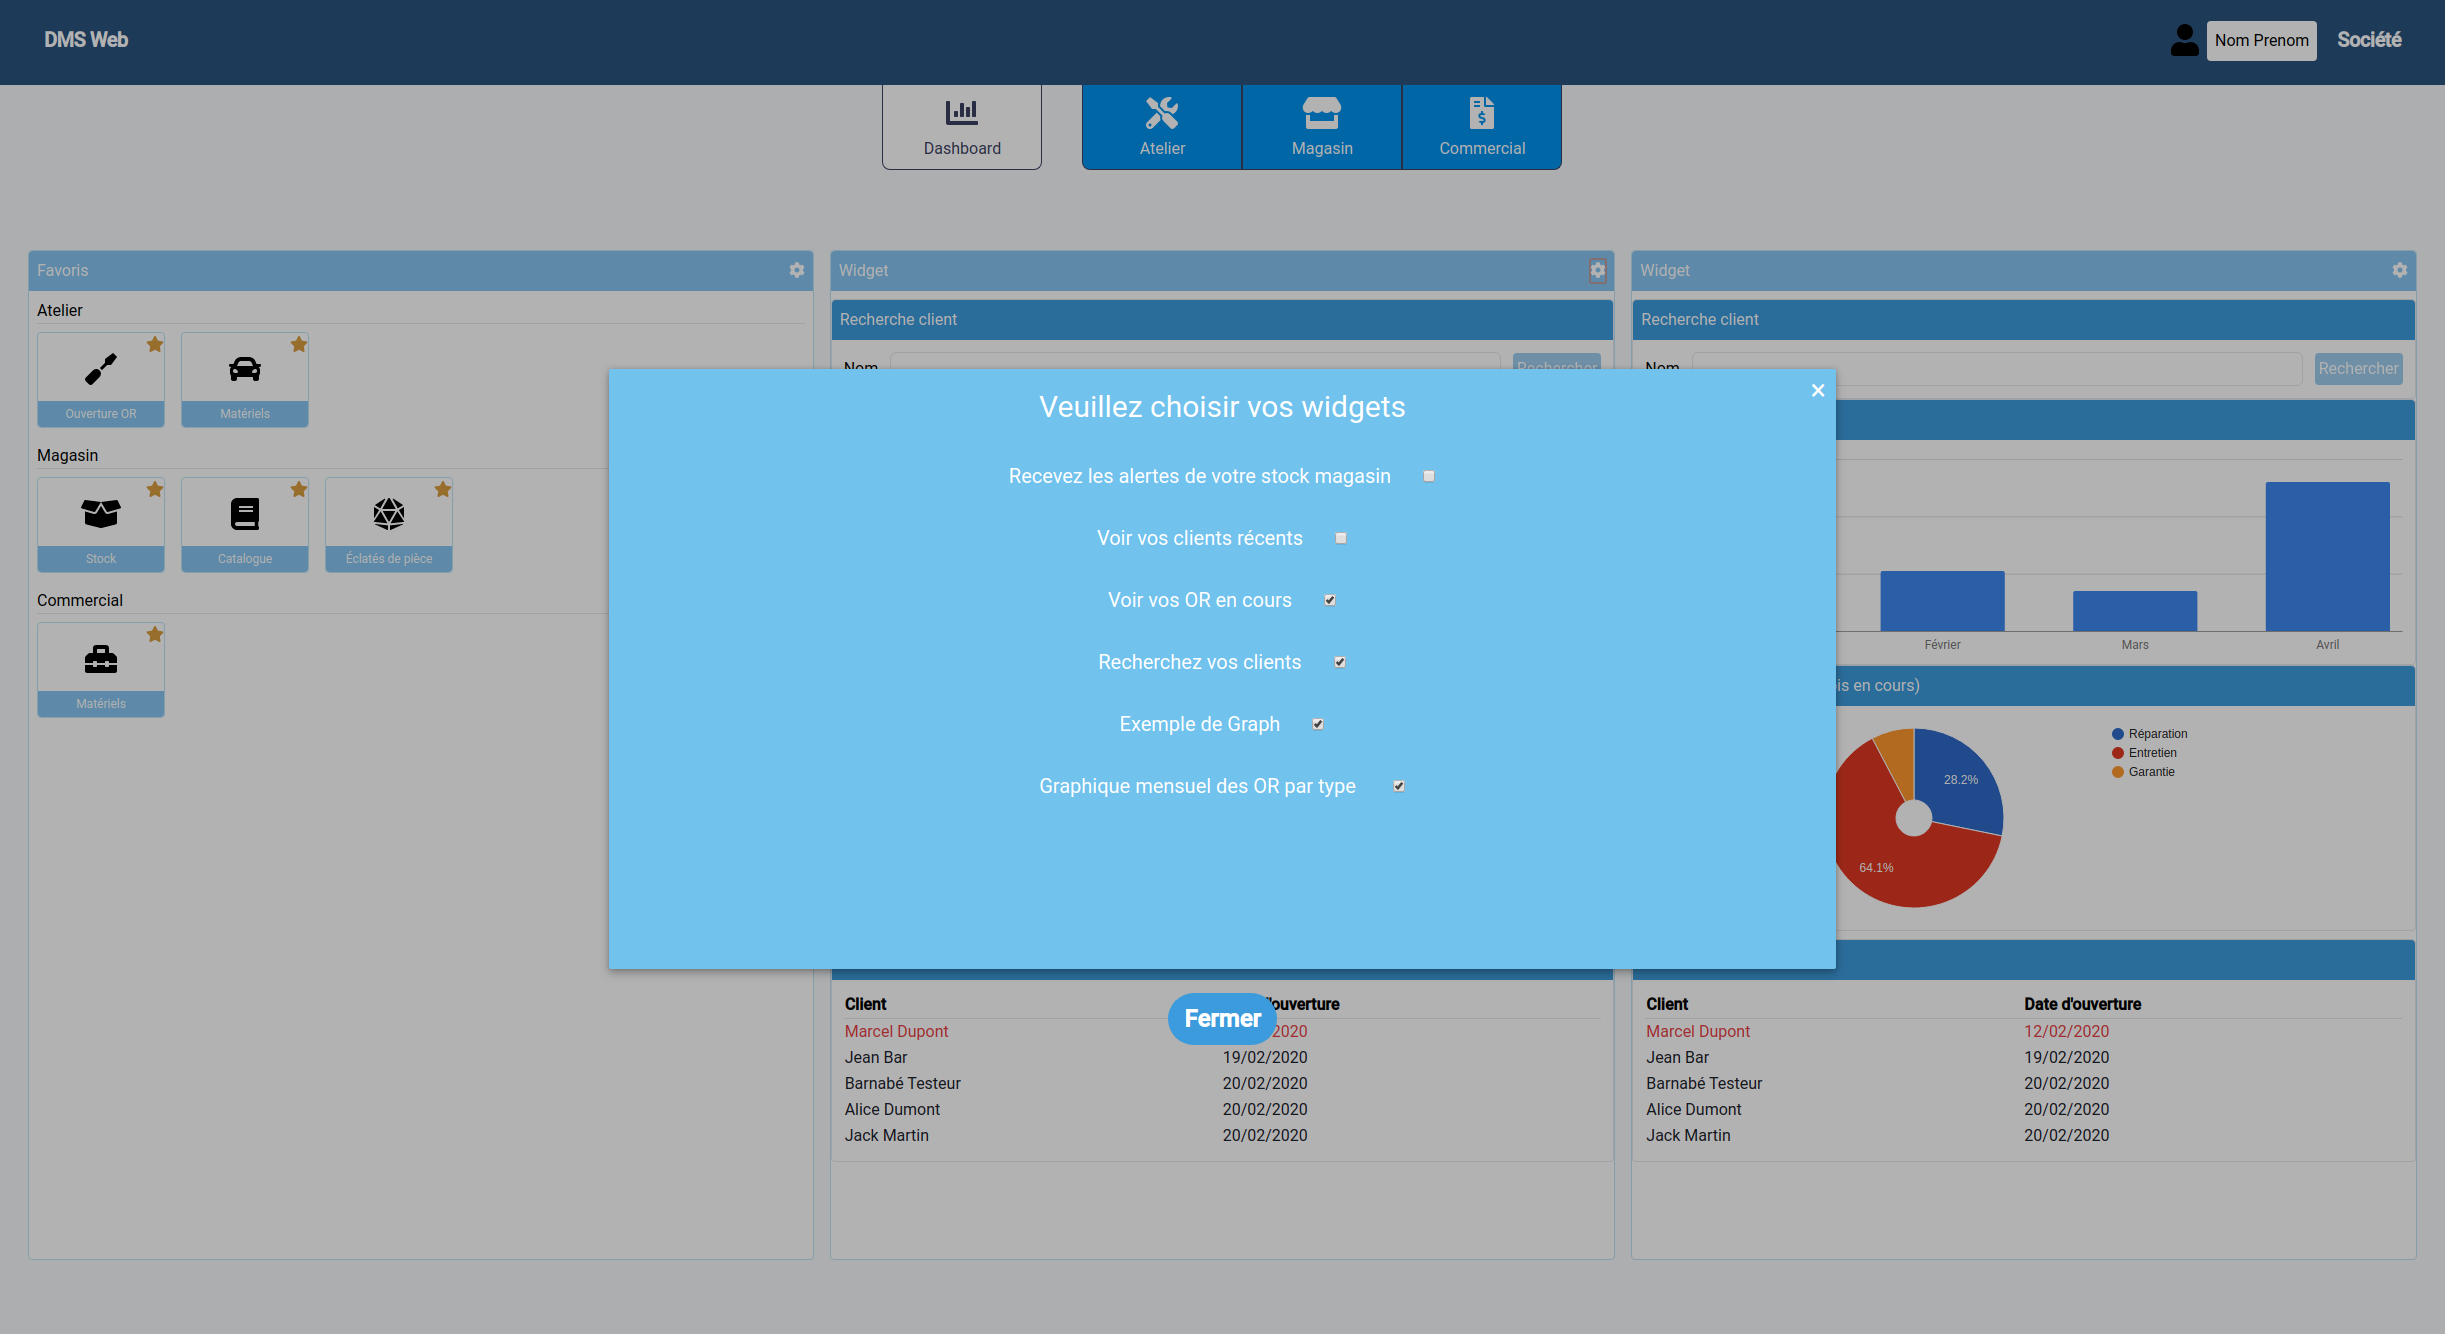 DMS Web
Nom Prenom
Société
Dashboard
Atelier
Magasin
Commercial
Favoris
Atelier
Ouverture OR
Matériels
Magasin
Stock
Catalogue
Éclatés de pièce
Commercial
Matériels
Widget
Recherche client
Nom
Rechercher
Widget
Recherche client
Nom
Rechercher
×
Veuillez choisir vos widgets
Recevez les alertes de votre stock magasin
Voir vos clients récents
Voir vos OR en cours
Recherchez vos clients
Exemple de Graph
Graphique mensuel des OR par type
Février
Mars
Avril
is en cours)
28.2%
64.1%
Réparation
Entretien
Garantie
Fermer
Client 'ouverture
Marcel Dupont 2020
Jean Bar 19/02/2020
Barnabé Testeur 20/02/2020
Alice Dumont 20/02/2020
Jack Martin 20/02/2020
Client Date d'ouverture
Marcel Dupont 12/02/2020
Jean Bar 19/02/2020
Barnabé Testeur 20/02/2020
Alice Dumont 20/02/2020
Jack Martin 20/02/2020